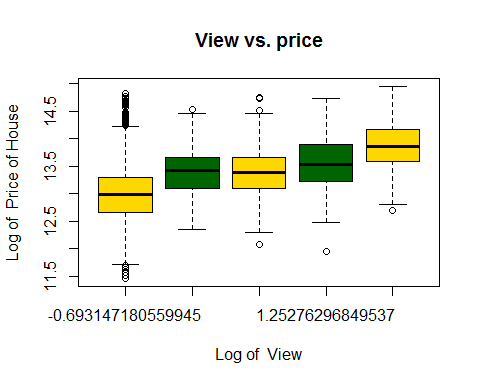 View vs. price
Log of  Price of House
14.5
13.5
12.5
11.5
-0.693147180559945
1.25276296849537
Log of  View